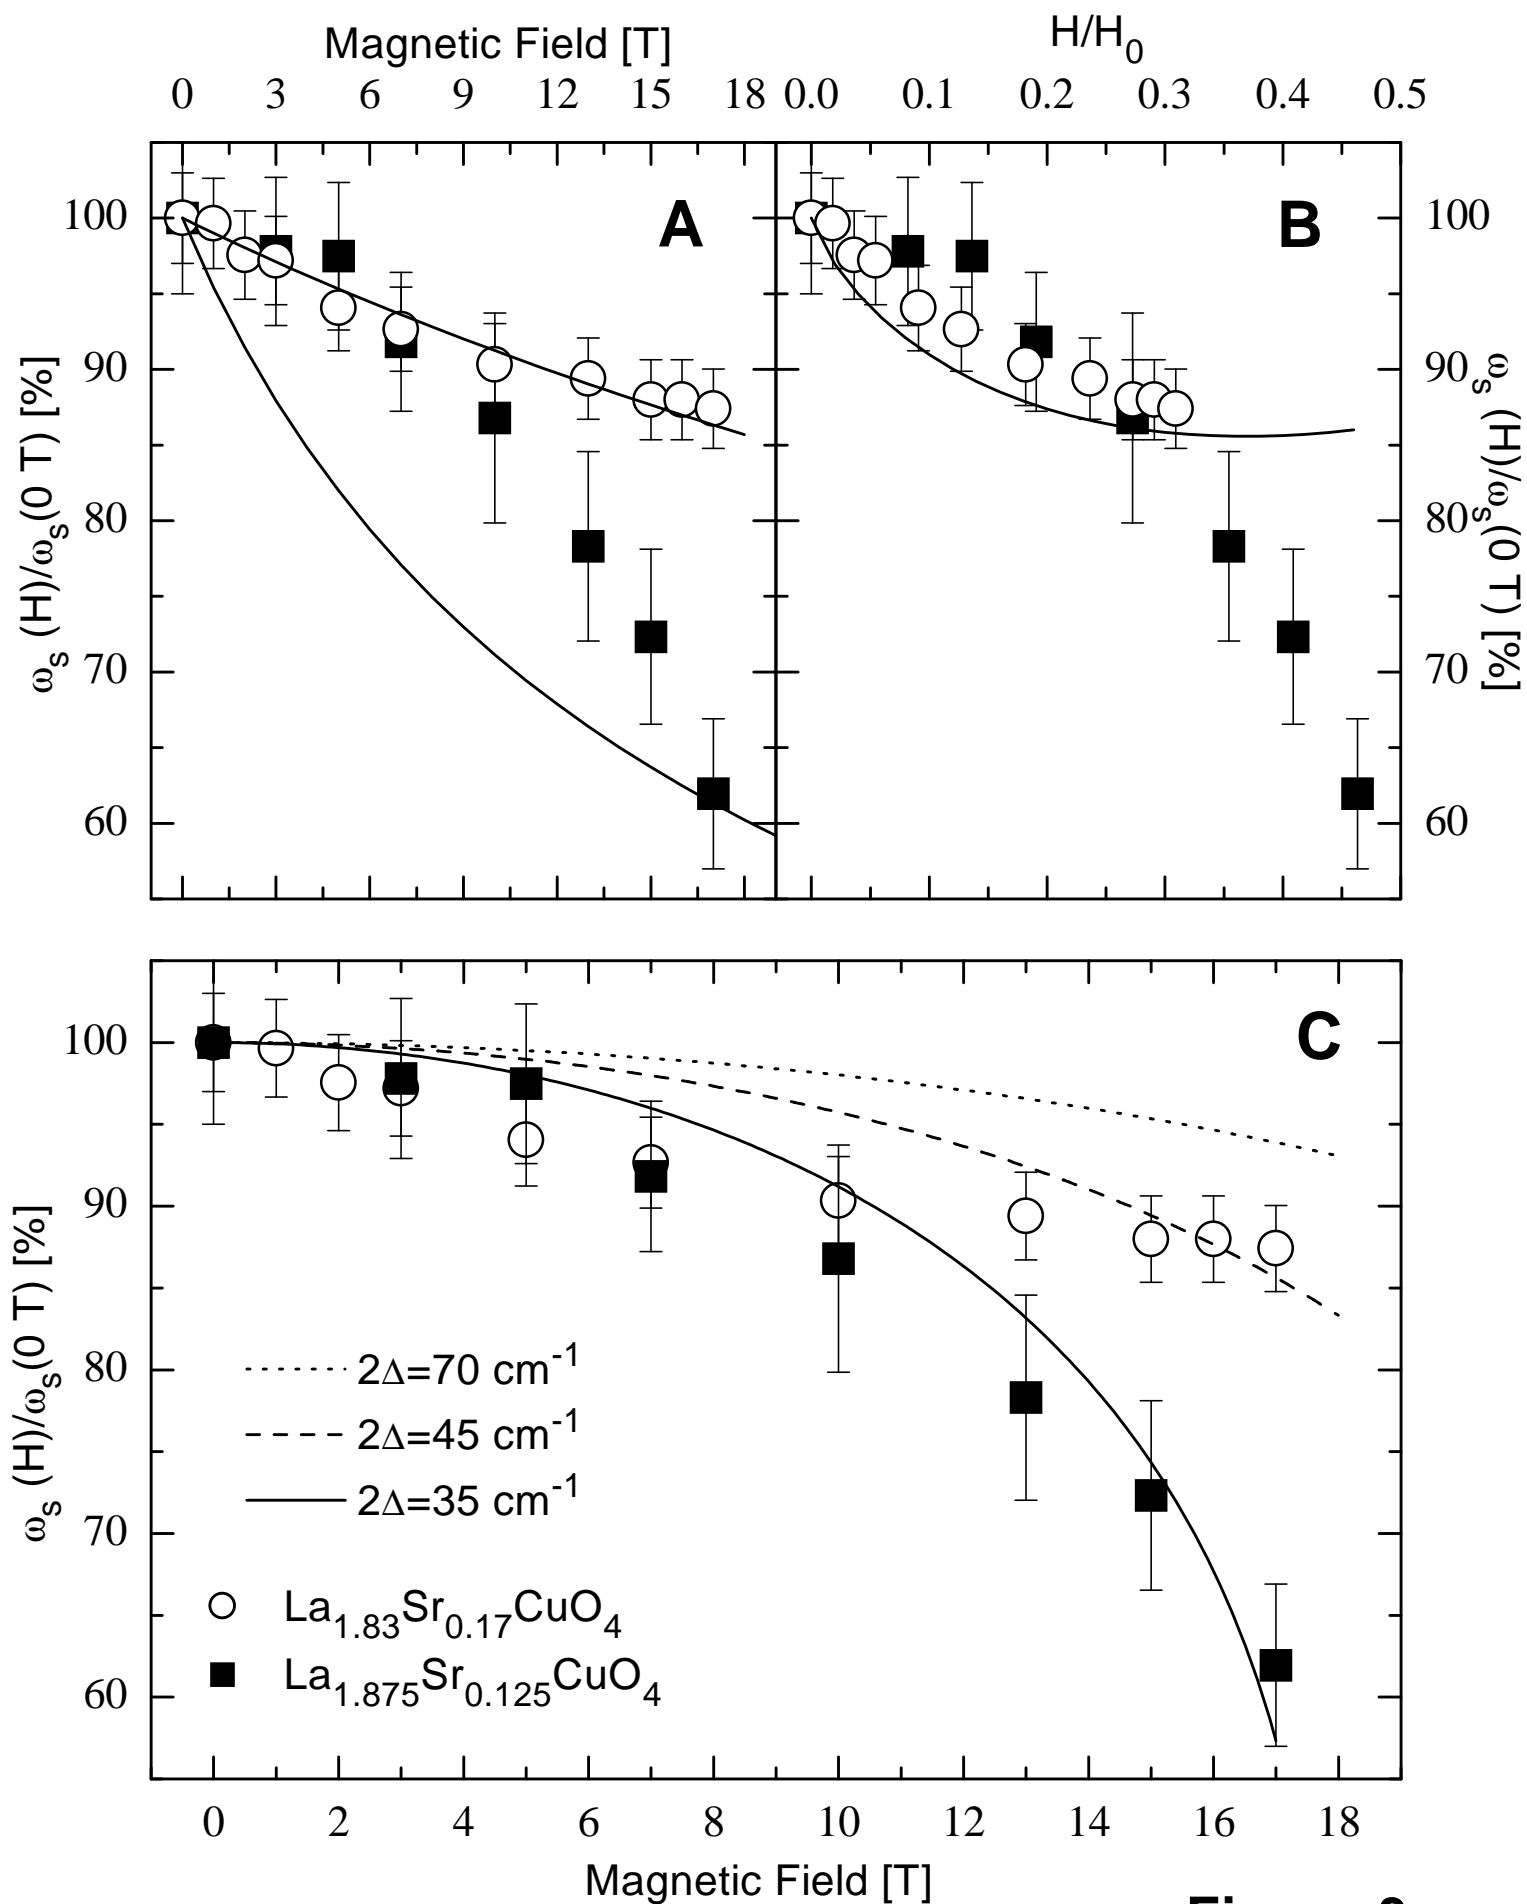 Magnetic Field [T]
H/H0
0 3 6 9 12 15 18 0.0 0.1 0.2 0.3 0.4 0.5
A
B
100
90
80
70
60
ωs (H)/ωs(0 T) [%]
100
90
80
70
60
ωs (H)/ωs(0 T) [%]
C
100
90
80
70
60
ωs (H)/ωs(0 T) [%]
2Δ=70 cm-1
2Δ=45 cm-1
2Δ=35 cm-1
La1.83Sr0.17CuO4
La1.875Sr0.125CuO4
0 2 4 6 8 10 12 14 16 18
Magnetic Field [T]